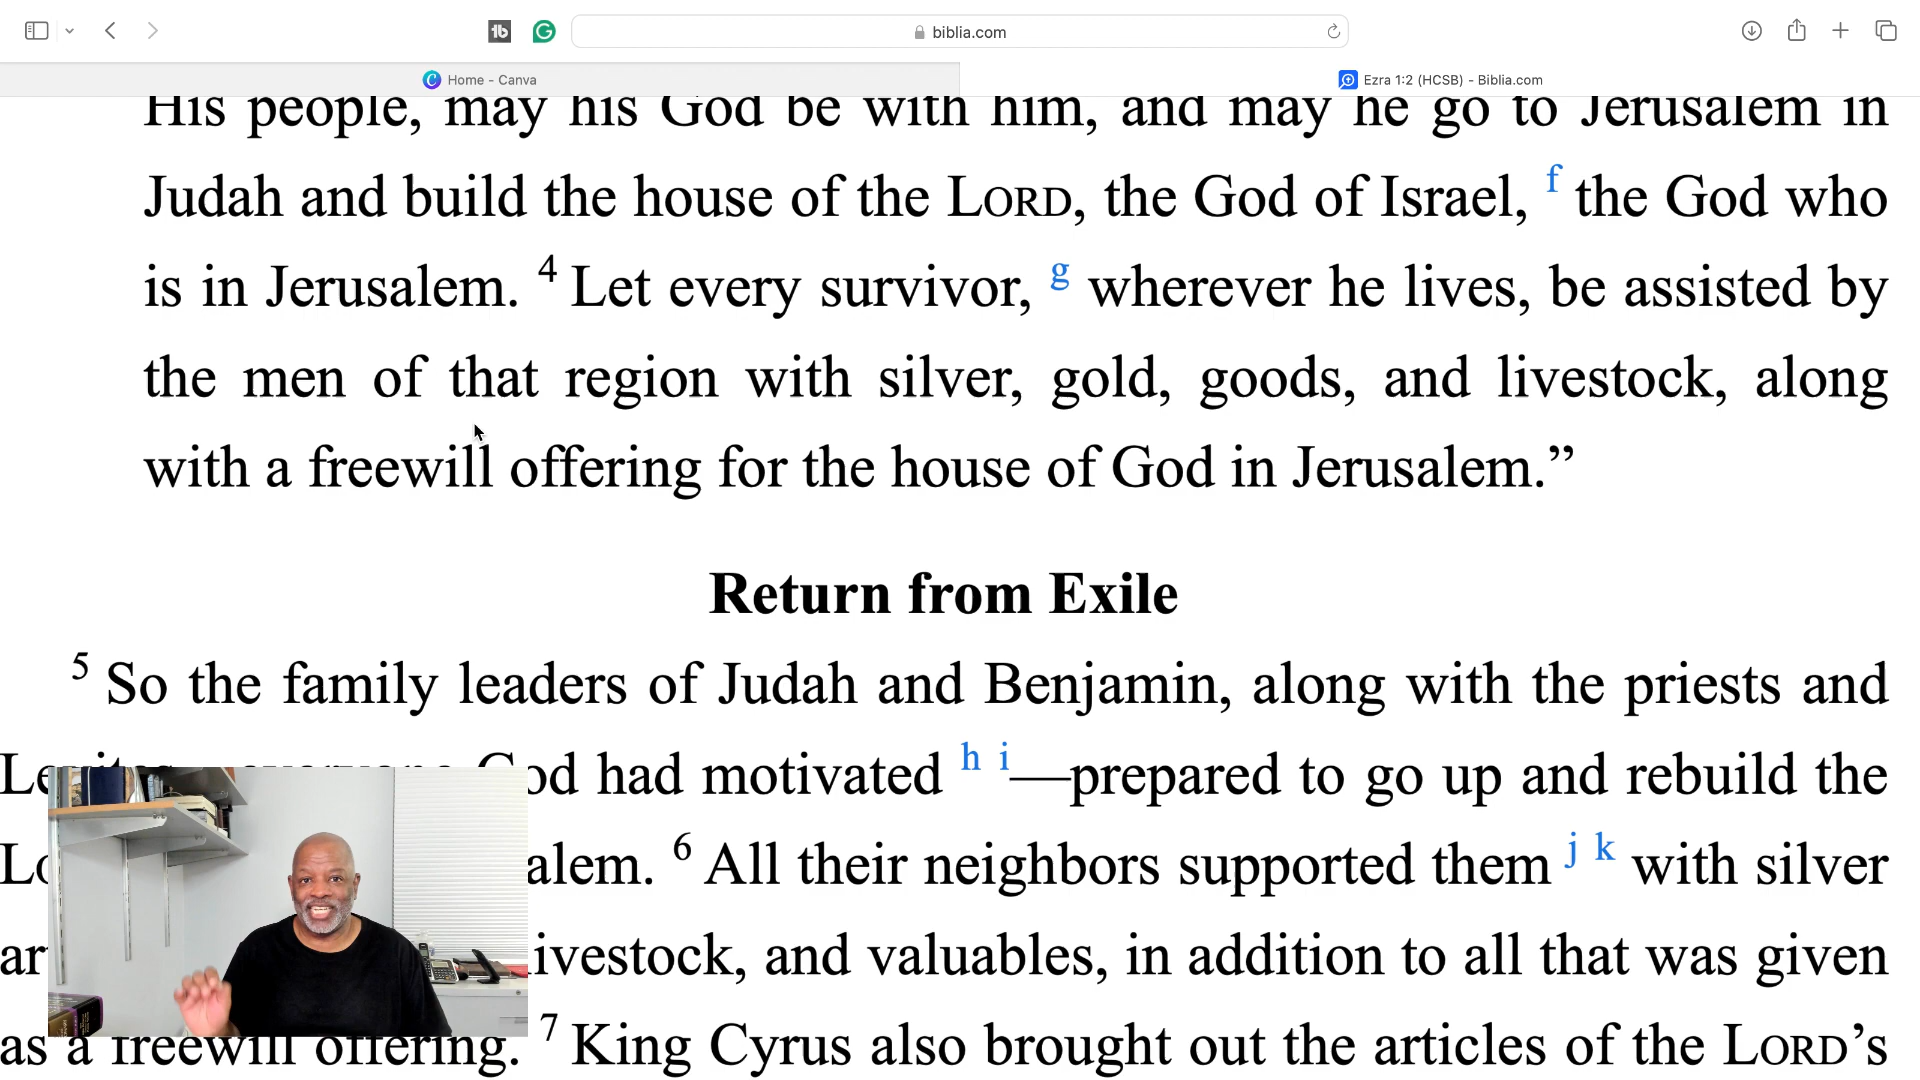 biblia.com
Home - Canva
Ezra 1:2 (HCSB) - Biblia.com
His people, may his God be with him, and may he go to Jerusalem in
Judah and build the house of the LORD, the God of Israel, f the God who
is in Jerusalem. 4 Let every survivor, g wherever he lives, be assisted by
the men of that region with silver, gold, goods, and livestock, along
with a freewill offering for the house of God in Jerusalem.”
Return from Exile
5 So the family leaders of Judah and Benjamin, along with the priests and
God had motivated h i—prepared to go up and rebuild the
alem. 6 All their neighbors supported them j k with silver
ivestock, and valuables, in addition to all that was given
as a freewill offering. 7 King Cyrus also brought out the articles of the LORD’s